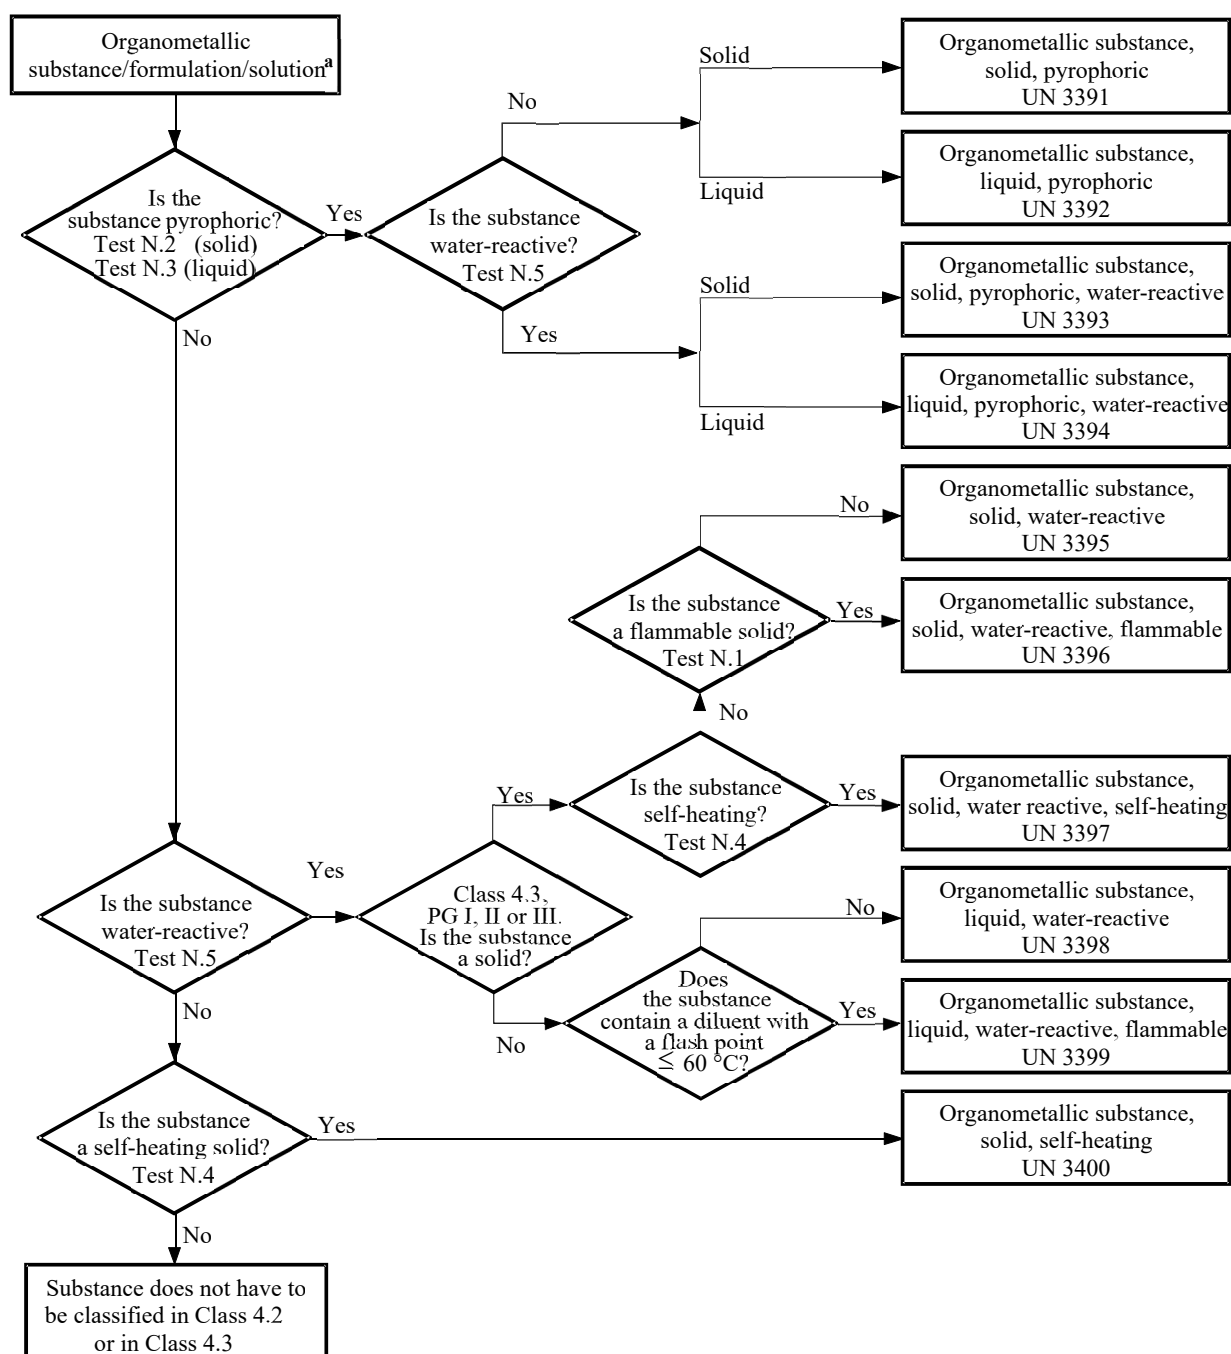 Organometallic
substance/formulation/solutionᵃ
Is the
substance pyrophoric?
Test N.2 (solid)
Test N.3 (liquid)
Yes
No
Is the substance
water-reactive?
Test N.5
No
Solid
Organometallic substance,
solid, pyrophoric
UN 3391
Liquid
Organometallic substance,
liquid, pyrophoric
UN 3392
Yes
Solid
Organometallic substance,
solid, pyrophoric, water-reactive
UN 3393
Liquid
Organometallic substance,
liquid, pyrophoric, water-reactive
UN 3394
No
Organometallic substance,
solid, water-reactive
UN 3395
Is the substance
a flammable solid?
Test N.1
Yes
Organometallic substance,
solid, water-reactive, flammable
UN 3396
No
Is the substance
self-heating?
Test N.4
Yes
Yes
Organometallic substance,
solid, water reactive, self-heating
UN 3397
Is the substance
water-reactive?
Test N.5
Yes
Class 4.3,
PG I, II or III.
Is the substance
a solid?
No
Organometallic substance,
liquid, water-reactive
UN 3398
No
No
Does
the substance
contain a diluent with
a flash point
≤ 60 °C?
Yes
Organometallic substance,
liquid, water-reactive, flammable
UN 3399
Is the substance
a self-heating solid?
Test N.4
Yes
Organometallic substance,
solid, self-heating
UN 3400
No
Substance does not have to
be classified in Class 4.2
or in Class 4.3